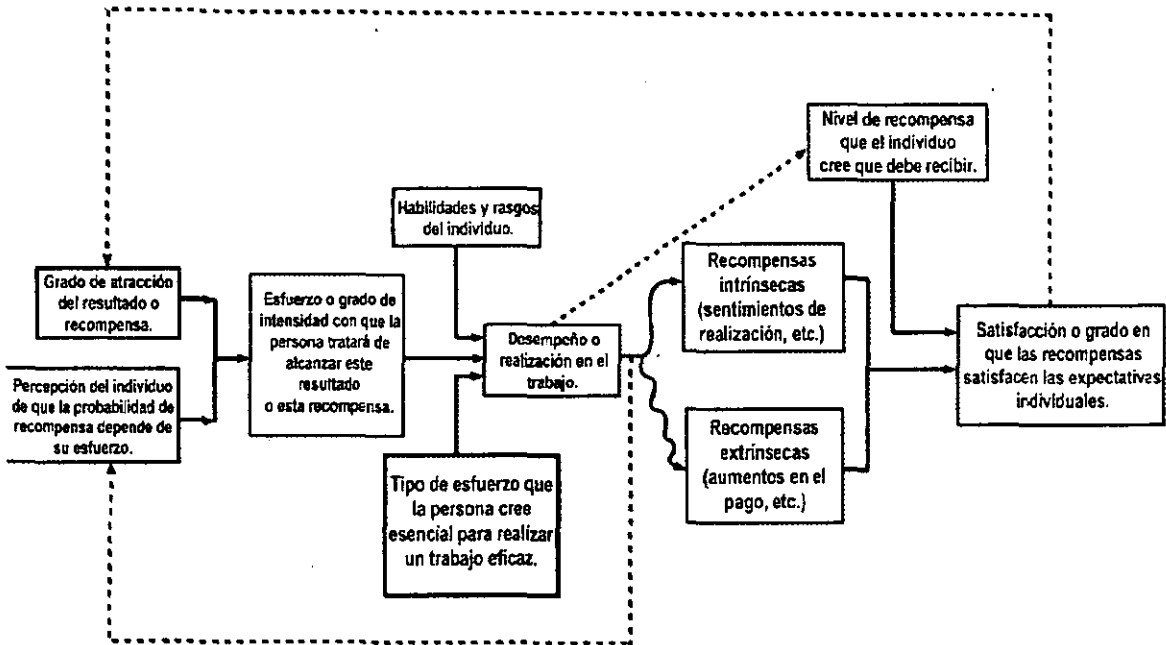 Nivel de recompensa
que el individuo
cree que debe recibir.
Habilidades y rasgos
del individuo.
Grado de atracción
del resultado o
recompensa.
Percepción del individuo
de que la probabilidad de
recompensa depende de
su esfuerzo.
Esfuerzo o grado de
intensidad con que la
persona tratará de
alcanzar este
resultado
o esta recompensa.
Desempeño o
realización en el
trabajo.
Tipo de esfuerzo que
la persona cree
esencial para realizar
un trabajo eficaz.
Recompensas
intrínsecas
(sentimientos de
realización, etc.)
Recompensas
extrínsecas
(aumentos en el
pago, etc.)
Satisfacción o grado en
que las recompensas
satisfacen las expectativas
individuales.